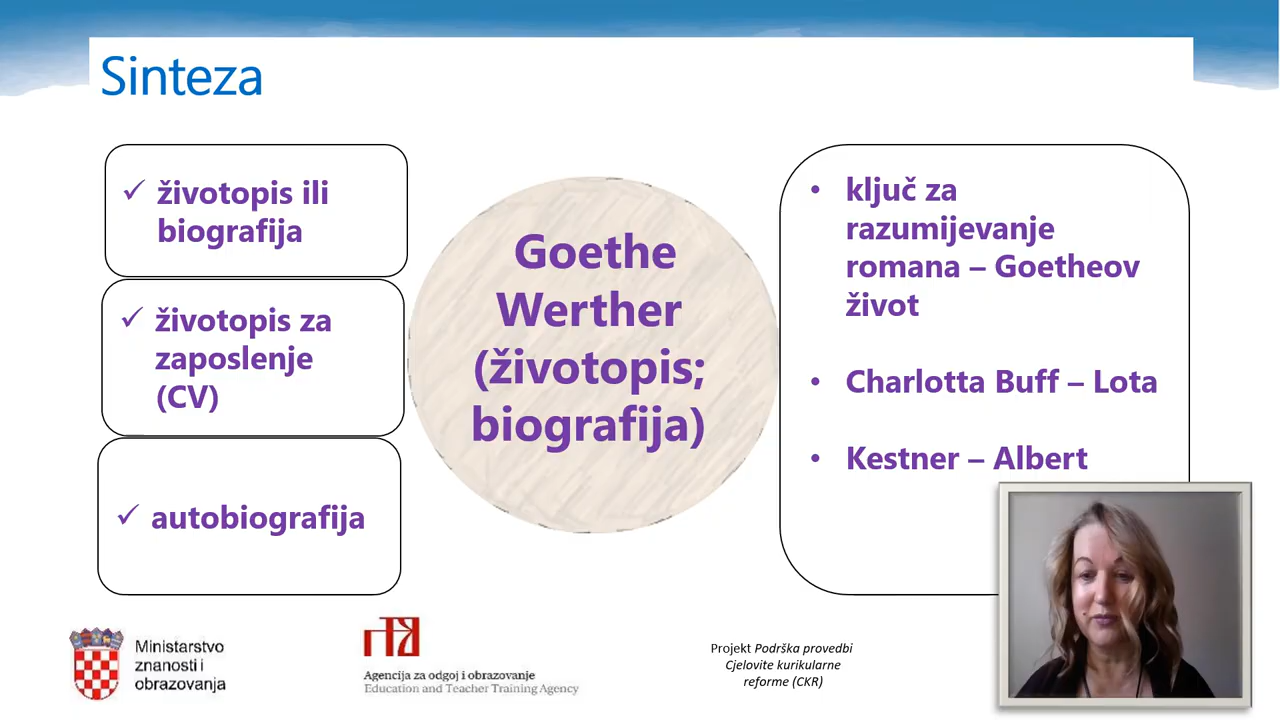 Sinteza
✓ životopis ili
biografija
✓ životopis za
zaposlenje
(CV)
✓ autobiografija
Goethe
Werther
(životopis;
biografija)
• ključ za
razumijevanje
romana – Goetheov
život
• Charlotta Buff – Lota
• Kestner – Albert
Ministarstvo
znanosti i
obrazovanja
Agencija za odgoj i obrazovanje
Education and Teacher Training Agency
Projekt Podrška provedbi
Cjelovite kurikularne
reforme (CKR)